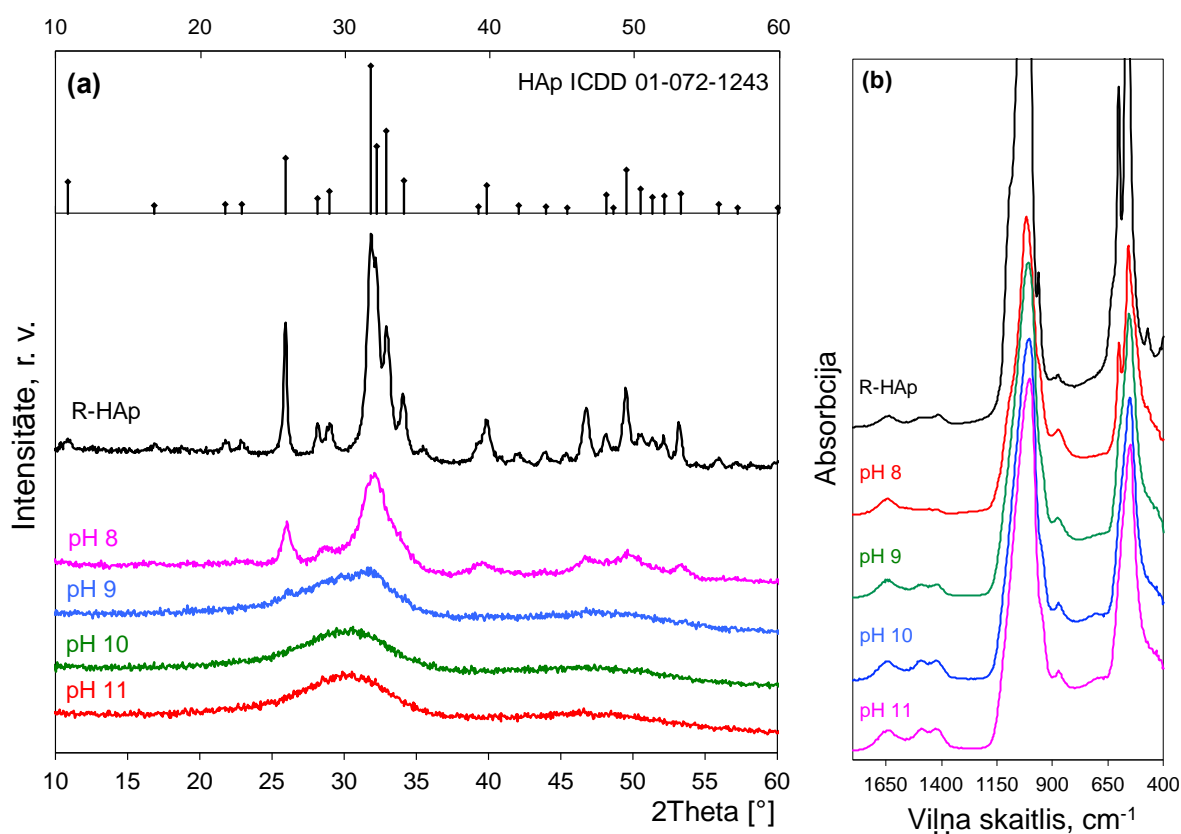 10 20 30 40 50 60
(a)
HAp ICDD 01-072-1243
Intensitāte, r. v.
R-HAp
pH 8
pH 9
pH 10
pH 11
10 15 20 25 30 35 40 45 50 55 60
2Theta [°]
(b)
Absorbcija
R-HAp
pH 8
pH 9
pH 10
pH 11
1650 1400 1150 900 650 400
Viļņa skaitlis, cm-1